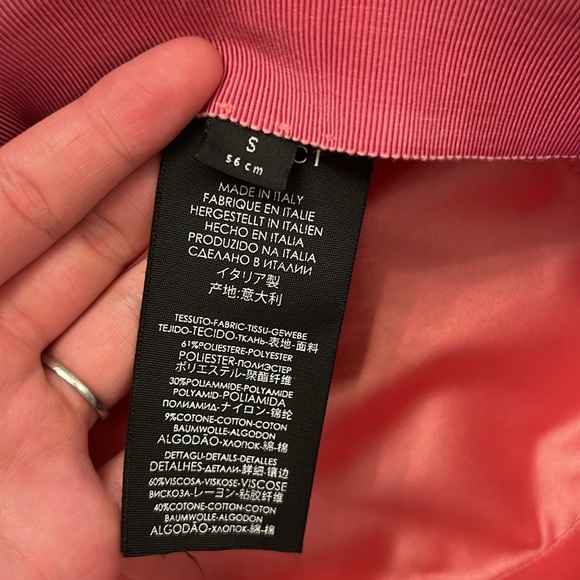 S
56 cm
MADE IN ITALY
FABRIQUE EN ITALIE
HERGESTELLT IN ITALIEN
HECHO EN ITALIA
PRODUZIDO NA ITALIA
СДЕЛАНО В ИТАЛИИ
イタリア製
产地:意大利
TESSUTO-FABRIC-TISSU-GEWEBE
TEJIDO-TECIDO-ТКАНЬ-表地-面料
61%POLIESTERE-POLYESTER
POLIESTER-ПОЛИЭСТЕР
ポリエステル-聚酯纤维
30%POLIAMMIDE-POLYAMIDE
POLYAMID-POLIAMIDA
ПОЛИАМИД-ナイロン-锦纶
9%COTONE-COTTON-COTON
BAUMWOLLE-ALGODON
ALGODÃO-ХЛОПОК-綿-棉
DETTAGLI-DETAILS-DETALLES
DETALHES-ДЕТАЛИ-詳細-镶边
60%VISCOSA-VISKOSE-VISCOSE
ВИСКОЗА-レーヨン-粘胶纤维
40%COTONE-COTTON-COTON
BAUMWOLLE-ALGODON
ALGODÃO-ХЛОПОК-綿-棉